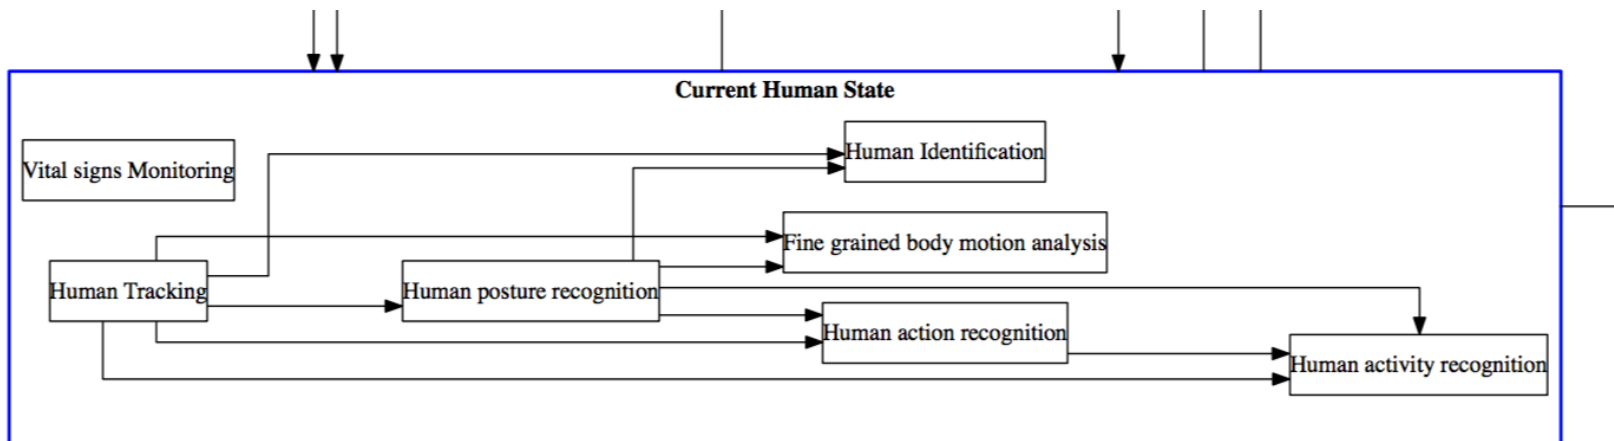 Current Human State
Human Identification
Vital signs Monitoring
Fine grained body motion analysis
Human Tracking
Human posture recognition
Human action recognition
Human activity recognition